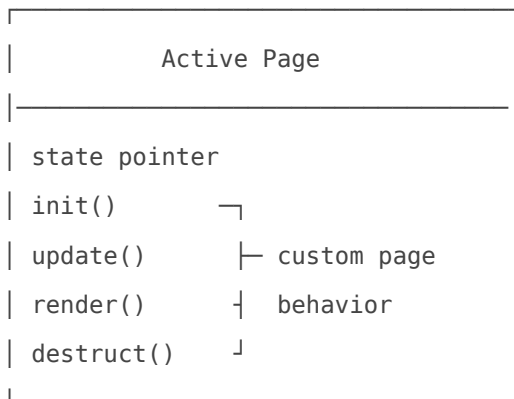 Active Page
state pointer
init()
update() custom page
render() behavior
destruct()